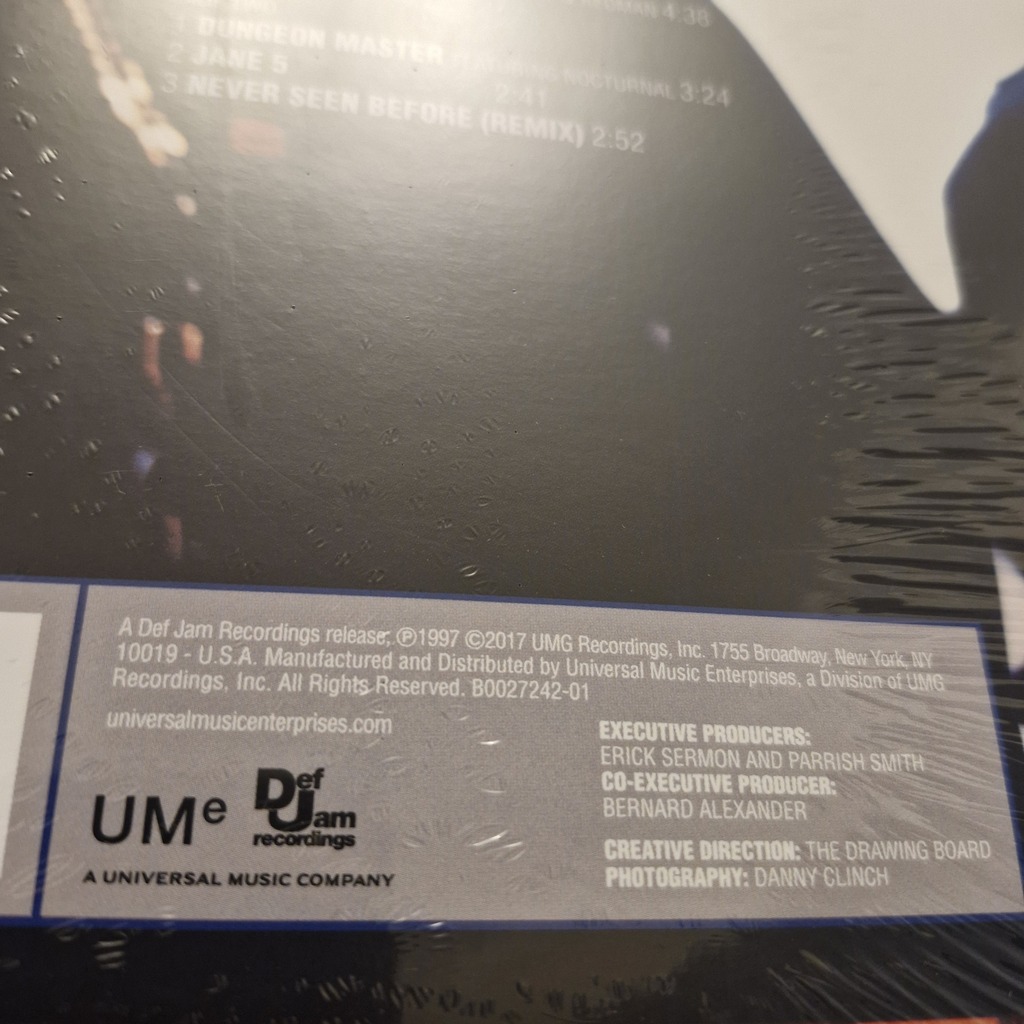 4:38
1 DUNGEON MASTER FEATURING NOCTURNAL 3:24
2 JANE 5 2:41
3 NEVER SEEN BEFORE (REMIX) 2:52
A Def Jam Recordings release; ℗1997 ©2017 UMG Recordings, Inc. 1755 Broadway, New York, NY
10019 - U.S.A. Manufactured and Distributed by Universal Music Enterprises, a Division of UMG
Recordings, Inc. All Rights Reserved. B0027242-01
universalmusicenterprises.com
UMe
Def
Jam
recordings
A UNIVERSAL MUSIC COMPANY
EXECUTIVE PRODUCERS:
ERICK SERMON AND PARRISH SMITH
CO-EXECUTIVE PRODUCER:
BERNARD ALEXANDER
CREATIVE DIRECTION: THE DRAWING BOARD
PHOTOGRAPHY: DANNY CLINCH